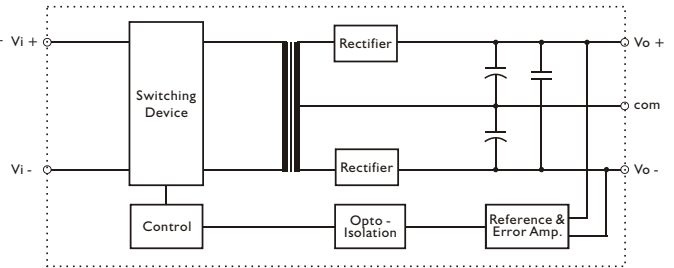 Vi +
Rectifier
Vo +
Switching
Device
com
Vi -
Rectifier
Vo -
Control
Opto -
Isolation
Reference &
Error Amp.